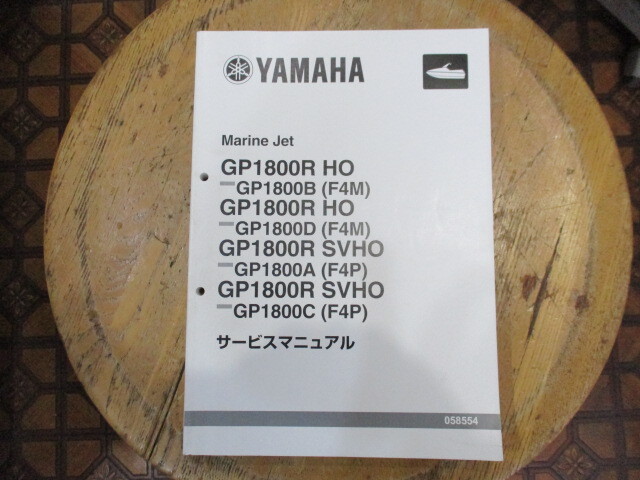 YAMAHA
Marine Jet
GP1800R HO
GP1800B (F4M)
GP1800R HO
GP1800D (F4M)
GP1800R SVHO
GP1800A (F4P)
GP1800R SVHO
GP1800C (F4P)
サービスマニュアル
058554